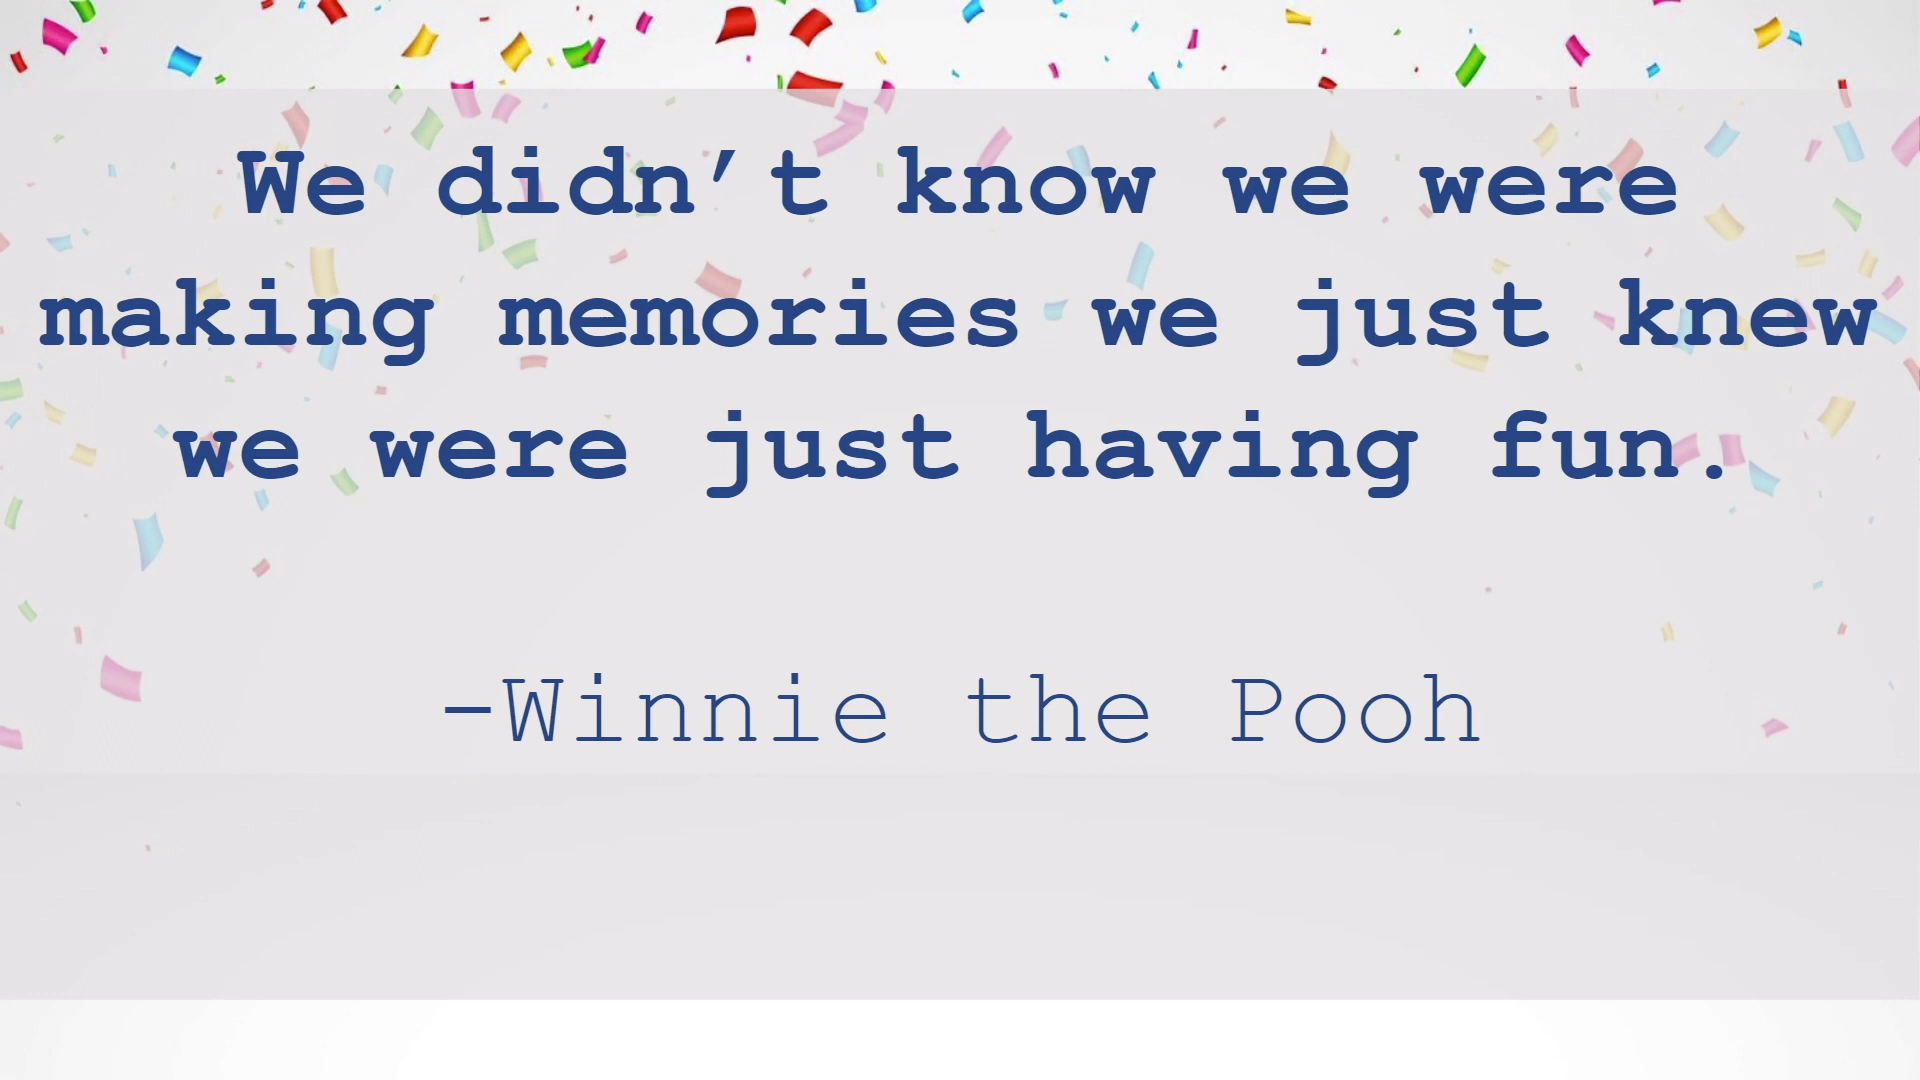 We didn’t know we were
making memories we just knew
we were just having fun.
-Winnie the Pooh